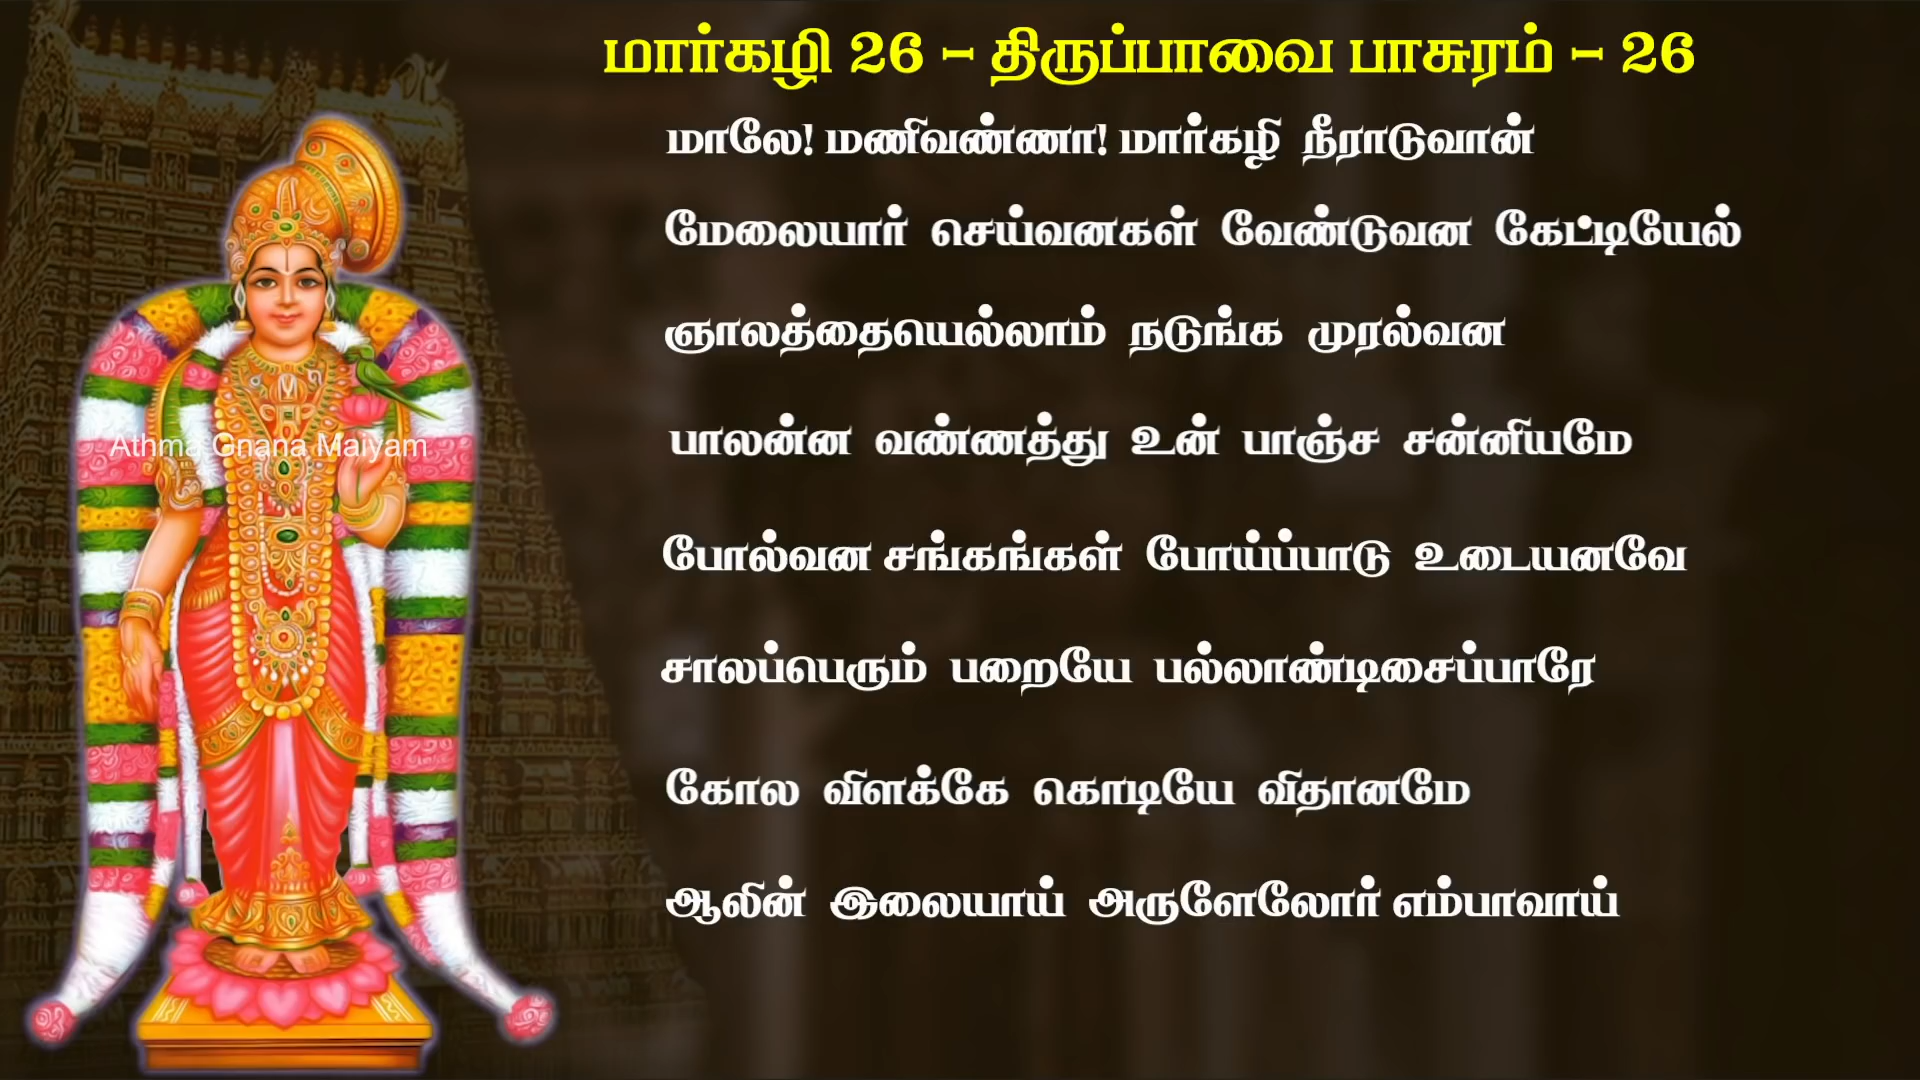 மார்கழி 26 – திருப்பாவை பாசுரம் – 26
மாலே! மணிவண்ணா! மார்கழி நீராடுவான்
மேலையார் செய்வனகள் வேண்டுவன கேட்டியேல்
ஞாலத்தையெல்லாம் நடுங்க முரல்வன
பாலன்ன வண்ணத்து உன் பாஞ்ச சன்னியமே
போல்வன சங்கங்கள் போய்ப்பாடு உடையனவே
சாலப்பெரும் பறையே பல்லாண்டிசைப்பாரே
கோல விளக்கே கொடியே விதானமே
ஆலின் இலையாய் அருளேலோர் எம்பாவாய்
Athma Gnana Maiyam